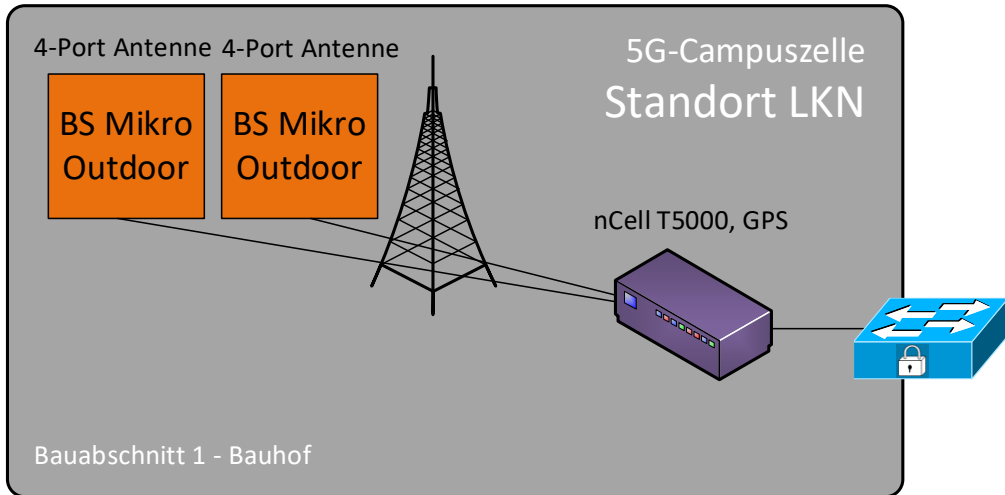 4-Port Antenne
4-Port Antenne
5G-Campuszelle
Standort LKN
BS Mikro
Outdoor
BS Mikro
Outdoor
nCell T5000, GPS
Bauabschnitt 1 - Bauhof